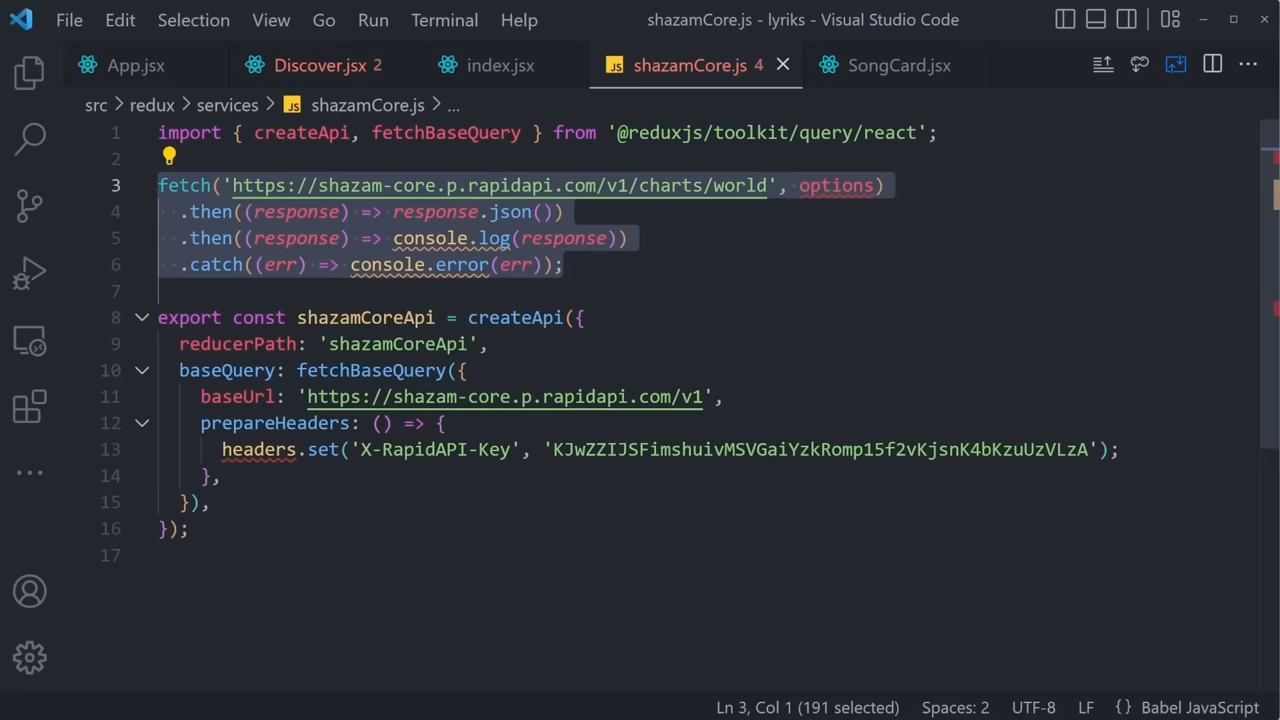 File Edit Selection View Go Run Terminal Help shazamCore.js - lyriks - Visual Studio Code
App.jsx Discover.jsx 2 index.jsx JS shazamCore.js 4 SongCard.jsx
src > redux > services > JS shazamCore.js > ...
1 import { createApi, fetchBaseQuery } from '@reduxjs/toolkit/query/react';
2
3 fetch('https://shazam-core.p.rapidapi.com/v1/charts/world', options)
4 .then((response) => response.json())
5 .then((response) => console.log(response))
6 .catch((err) => console.error(err));
7
8 export const shazamCoreApi = createApi({
9 reducerPath: 'shazamCoreApi',
10 baseQuery: fetchBaseQuery({
11 baseUrl: 'https://shazam-core.p.rapidapi.com/v1',
12 prepareHeaders: () => {
13 headers.set('X-RapidAPI-Key', 'KJwZZIJSFimshuivMSVGaiYzkRomp15f2vKjsnK4bKzuUzVLzA');
14 },
15 }),
16 });
17
Ln 3, Col 1 (191 selected) Spaces: 2 UTF-8 LF {} Babel JavaScript